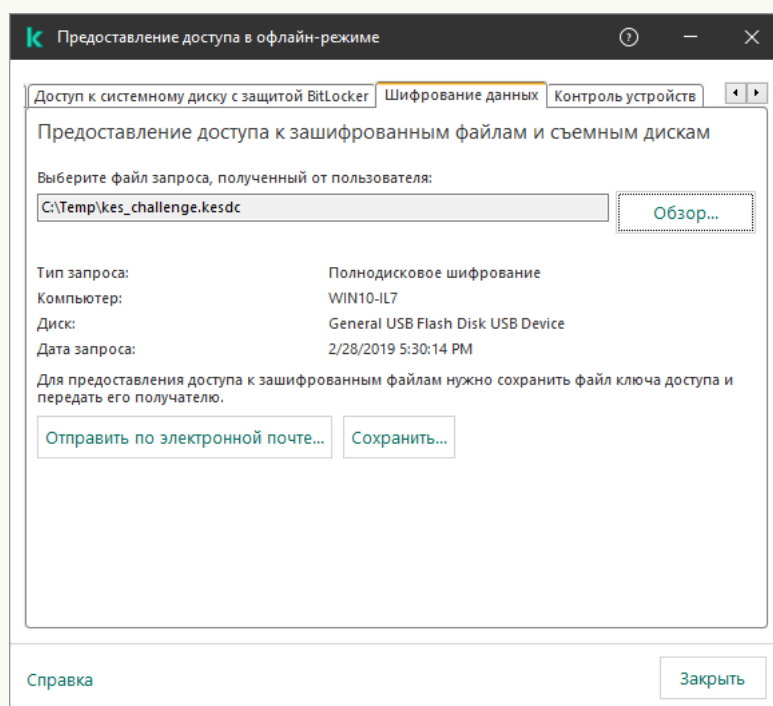 Предоставление доступа в офлайн-режиме
Доступ к системному диску с защитой BitLocker
Шифрование данных
Контроль устройств
Предоставление доступа к зашифрованным файлам и съемным дискам
Выберите файл запроса, полученный от пользователя:
C:\Temp\kes_challenge.kesdc
Обзор...
Тип запроса: Полнодисковое шифрование
Компьютер: WIN10-IL7
Диск: General USB Flash Disk USB Device
Дата запроса: 2/28/2019 5:30:14 PM
Для предоставления доступа к зашифрованным файлам нужно сохранить файл ключа доступа и
передать его получателю.
Отправить по электронной почте...
Сохранить...
Справка
Закрыть